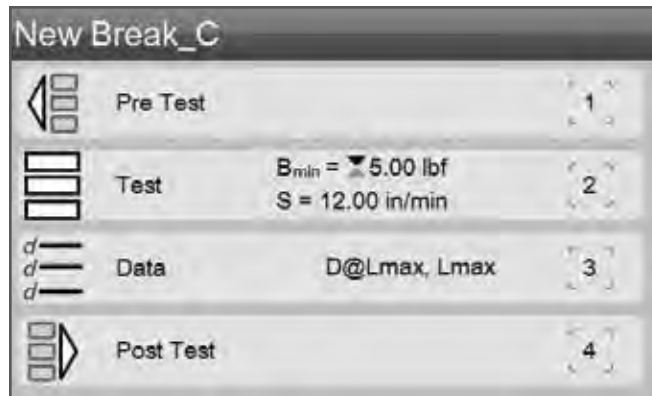 New Break_C
Pre Test 1
Test Bmin = 5.00 lbf 2
S = 12.00 in/min
d
d
d
Data D@Lmax, Lmax 3
Post Test 4